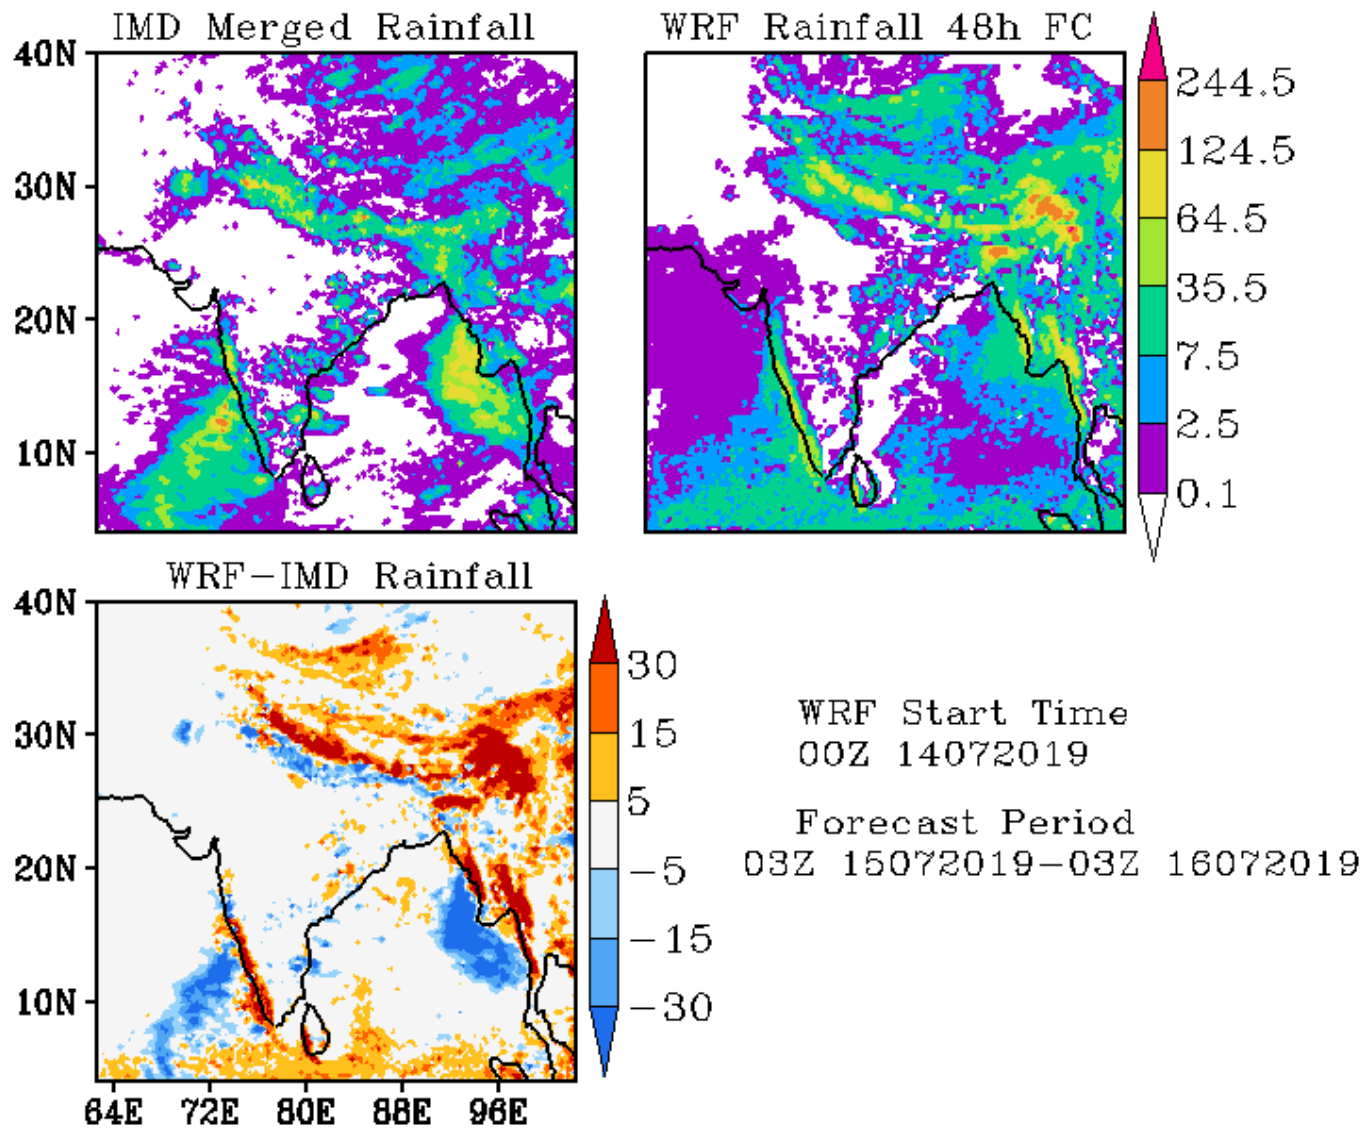 IMD Merged Rainfall
WRF Rainfall 48h FC
40N
30N
20N
10N
244.5
124.5
64.5
35.5
7.5
2.5
0.1
WRF-IMD Rainfall
40N
30N
20N
10N
64E 72E 80E 88E 96E
30
15
5
-5
-15
-30
WRF Start Time
00Z 14072019
Forecast Period
03Z 15072019-03Z 16072019